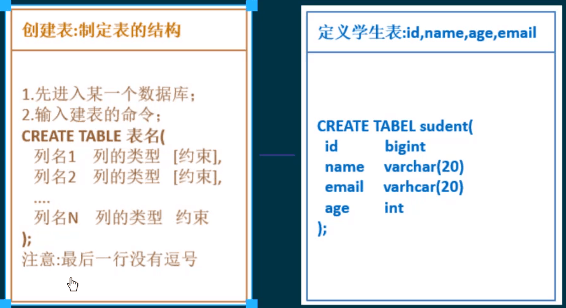 创建表:制定表的结构
1.先进入某一个数据库；
2.输入建表的命令；
CREATE TABLE 表名(
列名1 列的类型 [约束],
列名2 列的类型 [约束],
....
列名N 列的类型 约束
);
注意:最后一行没有逗号
定义学生表:id,name,age,email
CREATE TABEL sudent(
id bigint
name varchar(20)
email varhcar(20)
age int
);